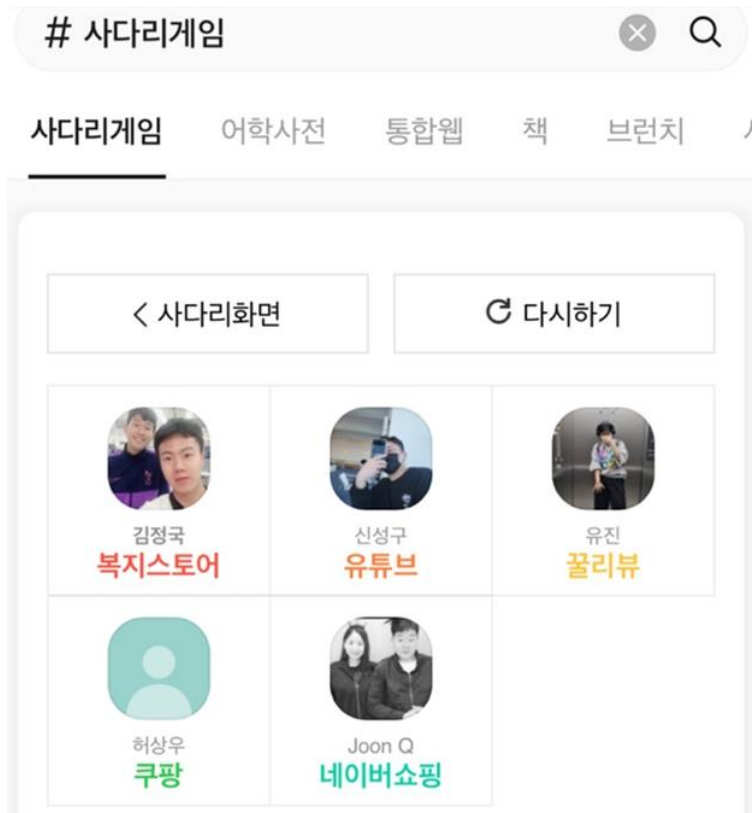 # 사다리게임
사다리게임 어학사전 통합웹 책 브런치
< 사다리화면 다시하기
김정국 신성구 유진
복지스토어 유튜브 꿀리뷰
허상우 Joon Q
쿠팡 네이버쇼핑